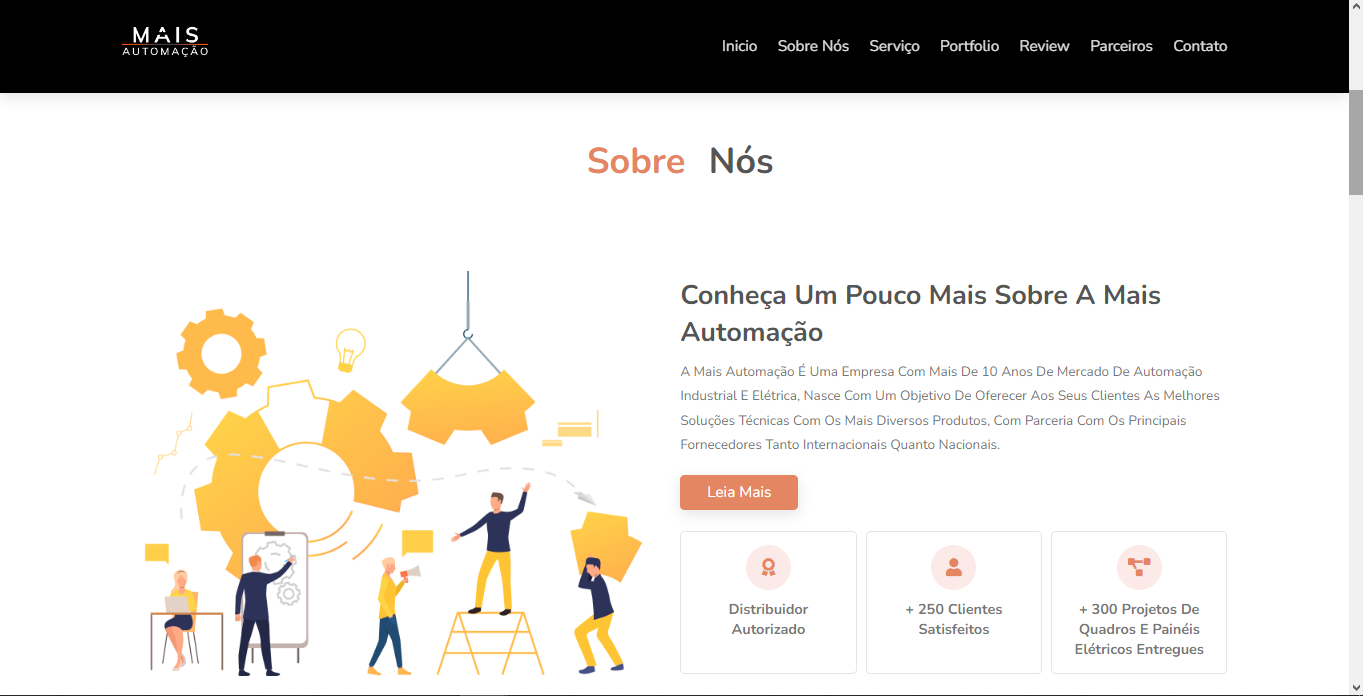 MAIS
AUTOMAÇÃO
Inicio Sobre Nós Serviço Portfolio Review Parceiros Contato
Sobre Nós
Conheça Um Pouco Mais Sobre A Mais
Automação
A Mais Automação É Uma Empresa Com Mais De 10 Anos De Mercado De Automação
Industrial E Elétrica, Nasce Com Um Objetivo De Oferecer Aos Seus Clientes As Melhores
Soluções Técnicas Com Os Mais Diversos Produtos, Com Parceria Com Os Principais
Fornecedores Tanto Internacionais Quanto Nacionais.
Leia Mais
Distribuidor
Autorizado
+ 250 Clientes
Satisfeitos
+ 300 Projetos De
Quadros E Painéis
Elétricos Entregues